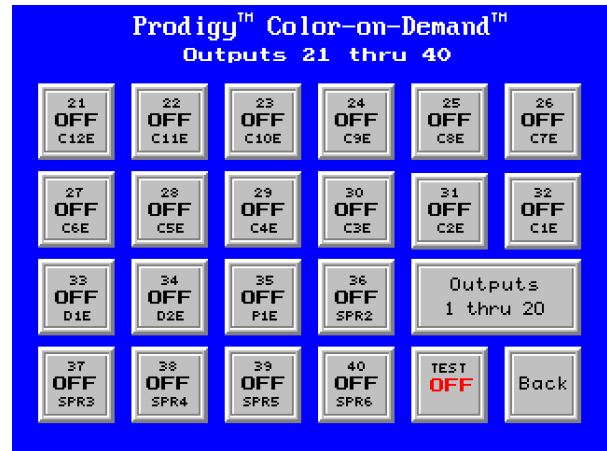 Prodigy™ Color-on-Demand™
Outputs 21 thru 40
21 22 23 24 25 26
OFF OFF OFF OFF OFF OFF
C12E C11E C10E C9E C8E C7E
27 28 29 30 31 32
OFF OFF OFF OFF OFF OFF
C6E C5E C4E C3E C2E C1E
33 34 35 36 Outputs
OFF OFF OFF OFF 1 thru 20
D1E D2E P1E SPR2
37 38 39 40 TEST
OFF OFF OFF OFF OFF Back
SPR3 SPR4 SPR5 SPR6